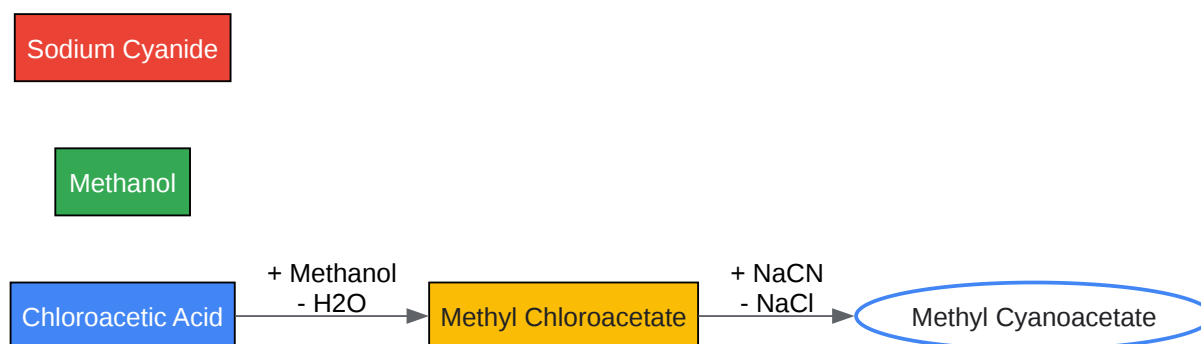 Sodium Cyanide
Methanol
+ Methanol
- H2O
+ NaCN
- NaCl
Chloroacetic Acid
Methyl Chloroacetate
Methyl Cyanoacetate